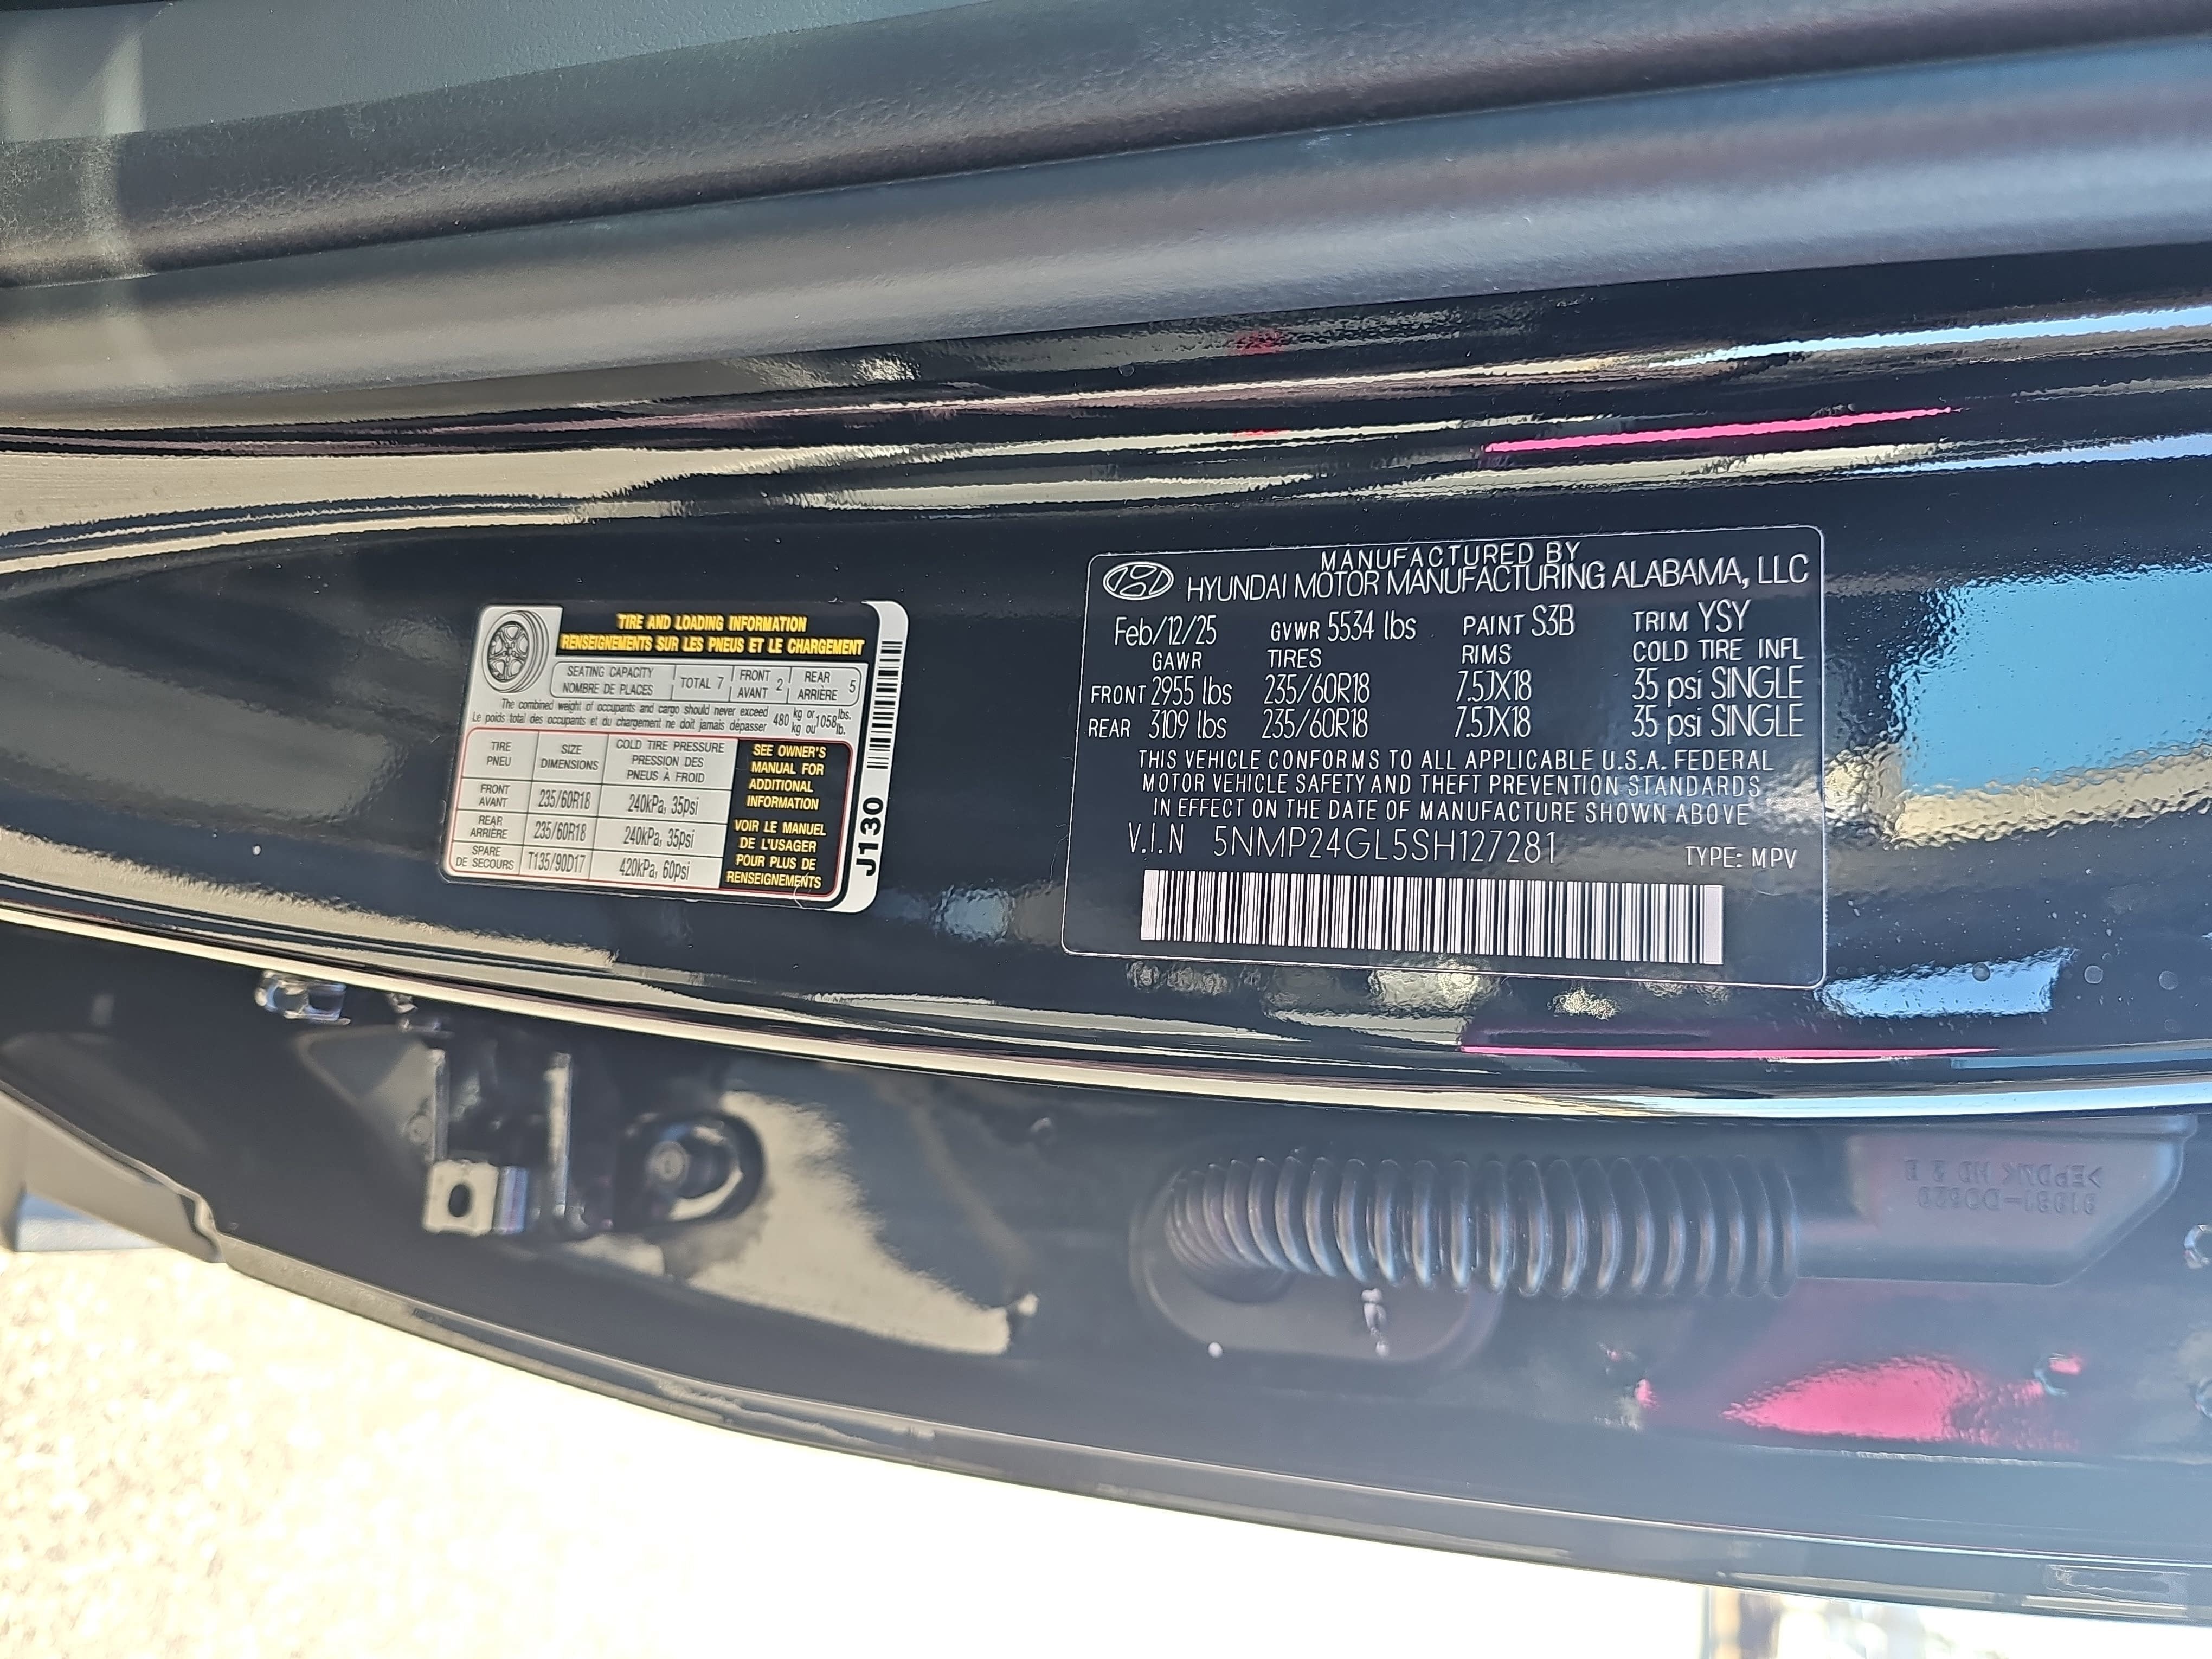 TIRE AND LOADING INFORMATION
RENSEIGNEMENTS SUR LES PNEUS ET LE CHARGEMENT
SEATING CAPACITY
NOMBRE DE PLACES
TOTAL 7
FRONT
AVANT
2
REAR
ARRIÈRE
5
The combined weight of occupants and cargo should never exceed 480 kg or 1058 lbs.
Le poids total des occupants et du chargement ne doit jamais dépasser 480 kg ou 1058 lb.
TIRE
PNEU
SIZE
DIMENSIONS
COLD TIRE PRESSURE
PRESSION DES
PNEUS À FROID
FRONT
AVANT
235/60R18
240kPa, 35psi
REAR
ARRIÈRE
235/60R18
240kPa, 35psi
SPARE
DE SECOURS
T135/90D17
420kPa, 60psi
SEE OWNER'S
MANUAL FOR
ADDITIONAL
INFORMATION
VOIR LE MANUEL
DE L'USAGER
POUR PLUS DE
RENSEIGNEMENTS
J130
MANUFACTURED BY
HYUNDAI MOTOR MANUFACTURING ALABAMA, LLC
Feb/12/25 GVWR 5534 lbs PAINT S3B TRIM YSY
GAWR TIRES RIMS COLD TIRE INFL
FRONT 2955 lbs 235/60R18 7.5JX18 35 psi SINGLE
REAR 3109 lbs 235/60R18 7.5JX18 35 psi SINGLE
THIS VEHICLE CONFORMS TO ALL APPLICABLE U.S.A. FEDERAL
MOTOR VEHICLE SAFETY AND THEFT PREVENTION STANDARDS
IN EFFECT ON THE DATE OF MANUFACTURE SHOWN ABOVE
V.I.N 5NMP24GL5SH127281
TYPE: MPV